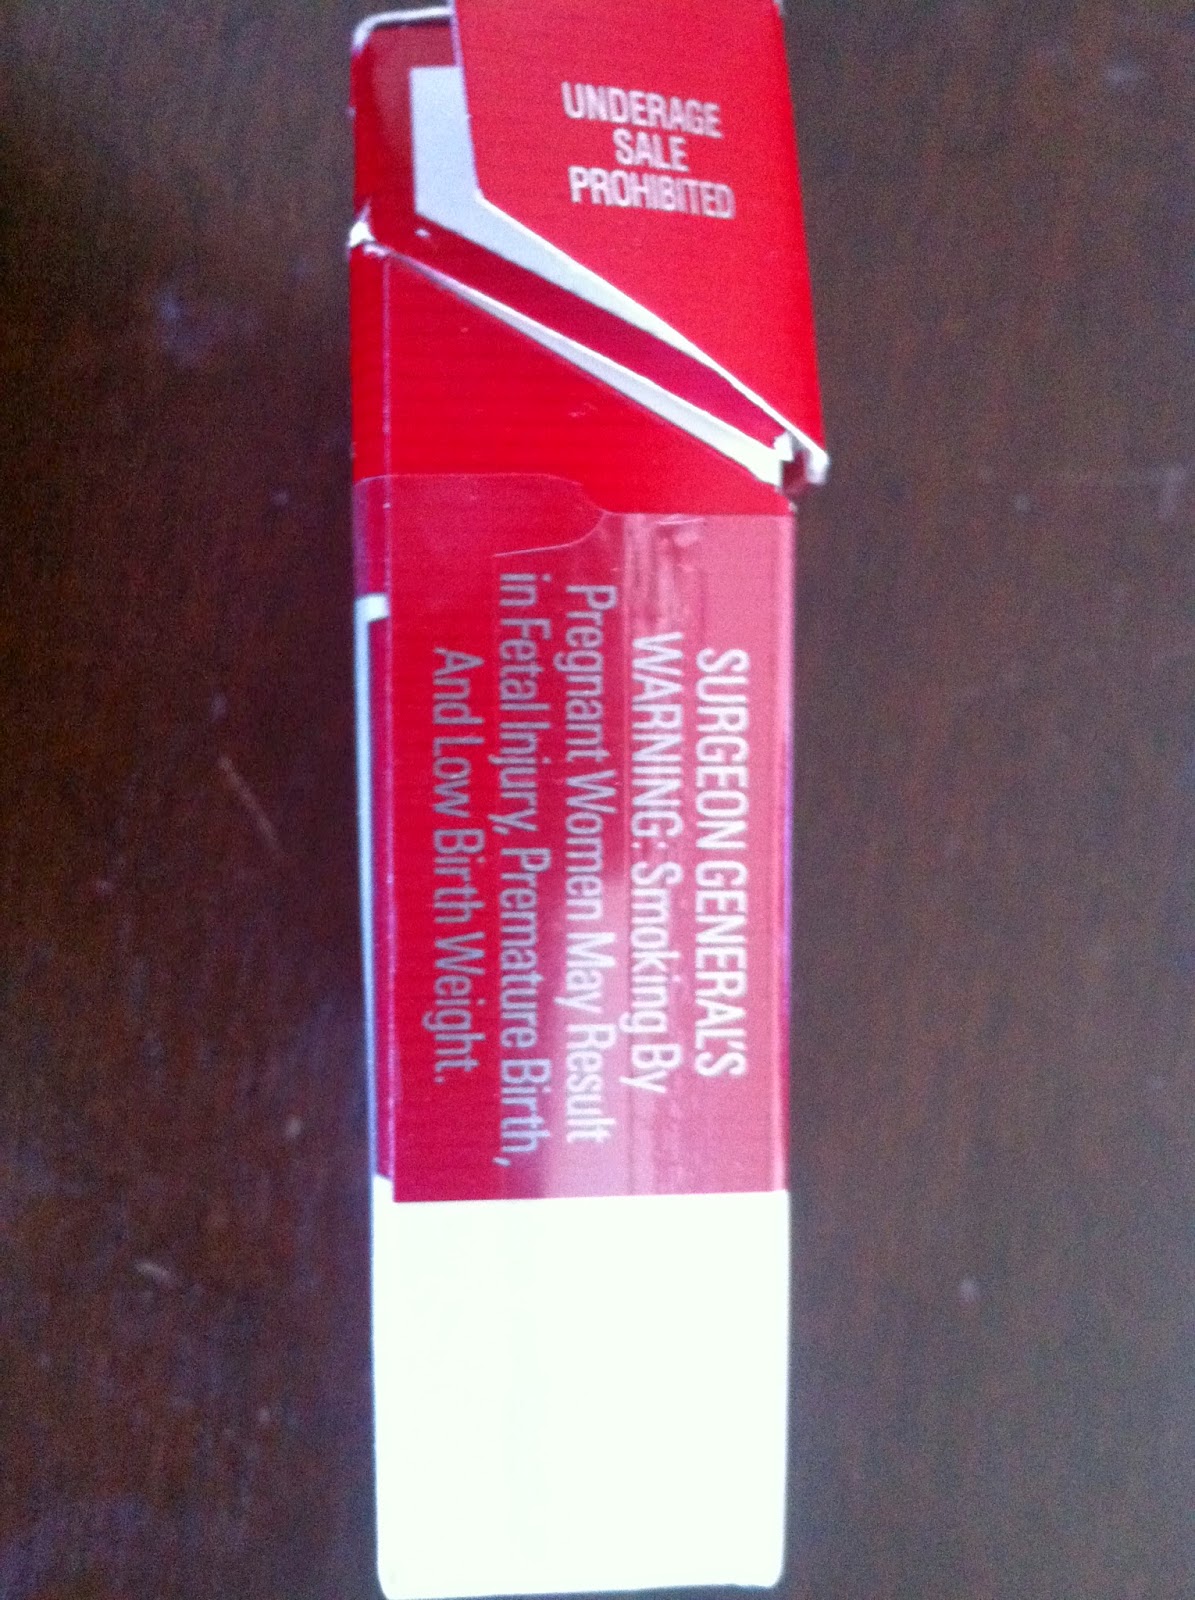 UNDERAGE
SALE
PROHIBITED
SURGEON GENERAL'S
WARNING: Smoking By
Pregnant Women May Result
in Fetal Injury, Premature Birth,
And Low Birth Weight.